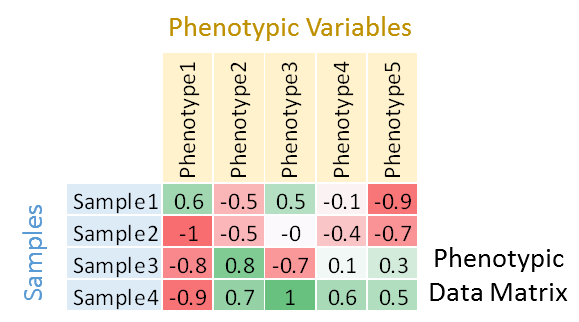 Phenotypic Variables
Phenotype1 Phenotype2 Phenotype3 Phenotype4 Phenotype5
Samples
Sample1 0.6 -0.5 0.5 -0.1 -0.9
Sample2 -1 -0.5 -0 -0.4 -0.7
Sample3 -0.8 0.8 -0.7 0.1 0.3
Sample4 -0.9 0.7 1 0.6 0.5
Phenotypic
Data Matrix